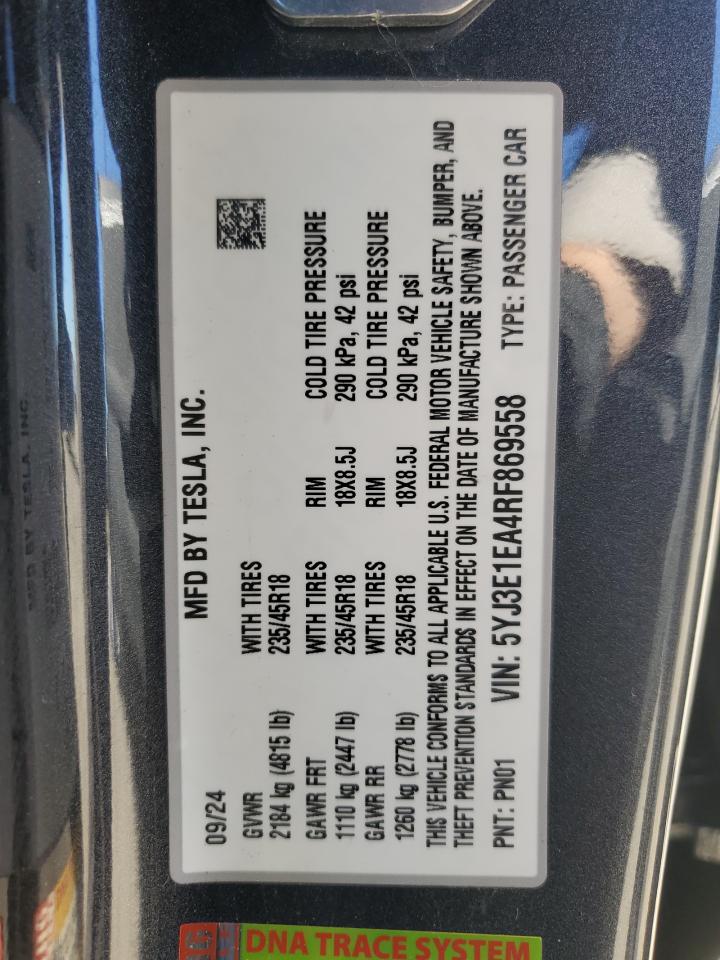 MFD BY TESLA, INC.
09/24
GVWR WITH TIRES
2184 kg (4815 lb) 235/45R18
GAWR FRT WITH TIRES RIM COLD TIRE PRESSURE
1110 kg (2447 lb) 235/45R18 18X8.5J 290 kPa, 42 psi
GAWR RR WITH TIRES RIM COLD TIRE PRESSURE
1260 kg (2778 lb) 235/45R18 18X8.5J 290 kPa, 42 psi
THIS VEHICLE CONFORMS TO ALL APPLICABLE U.S. FEDERAL MOTOR VEHICLE SAFETY, BUMPER, AND
THEFT PREVENTION STANDARDS IN EFFECT ON THE DATE OF MANUFACTURE SHOWN ABOVE.
PNT: PN01 VIN: 5YJ3E1EA4RF869558 TYPE: PASSENGER CAR
DNA TRACE SYSTEM
MFD BY TESLA, INC.